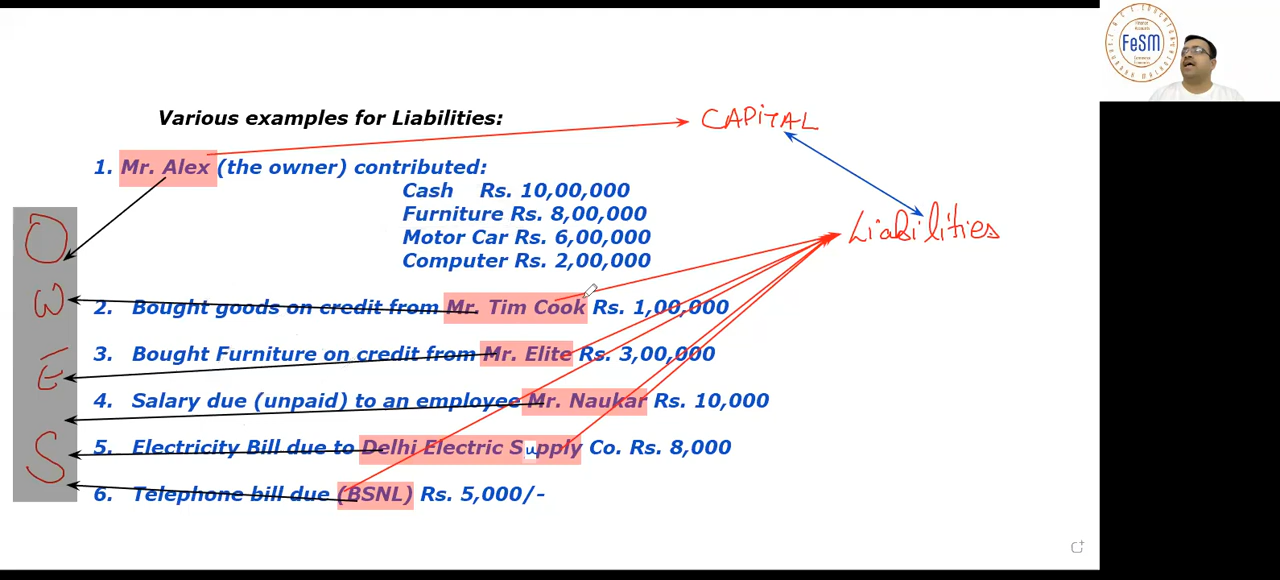 FeSM
Various examples for Liabilities:
CAPiTAL
1. Mr. Alex (the owner) contributed:
Cash Rs. 10,00,000
Furniture Rs. 8,00,000
Motor Car Rs. 6,00,000
Computer Rs. 2,00,000
Liabilities
OWES
2. Bought goods on credit from Mr. Tim Cook Rs. 1,00,000
3. Bought Furniture on credit from Mr. Elite Rs. 3,00,000
4. Salary due (unpaid) to an employee Mr. Naukar Rs. 10,000
5. Electricity Bill due to Delhi Electric Supply Co. Rs. 8,000
6. Telephone bill due (BSNL) Rs. 5,000/-